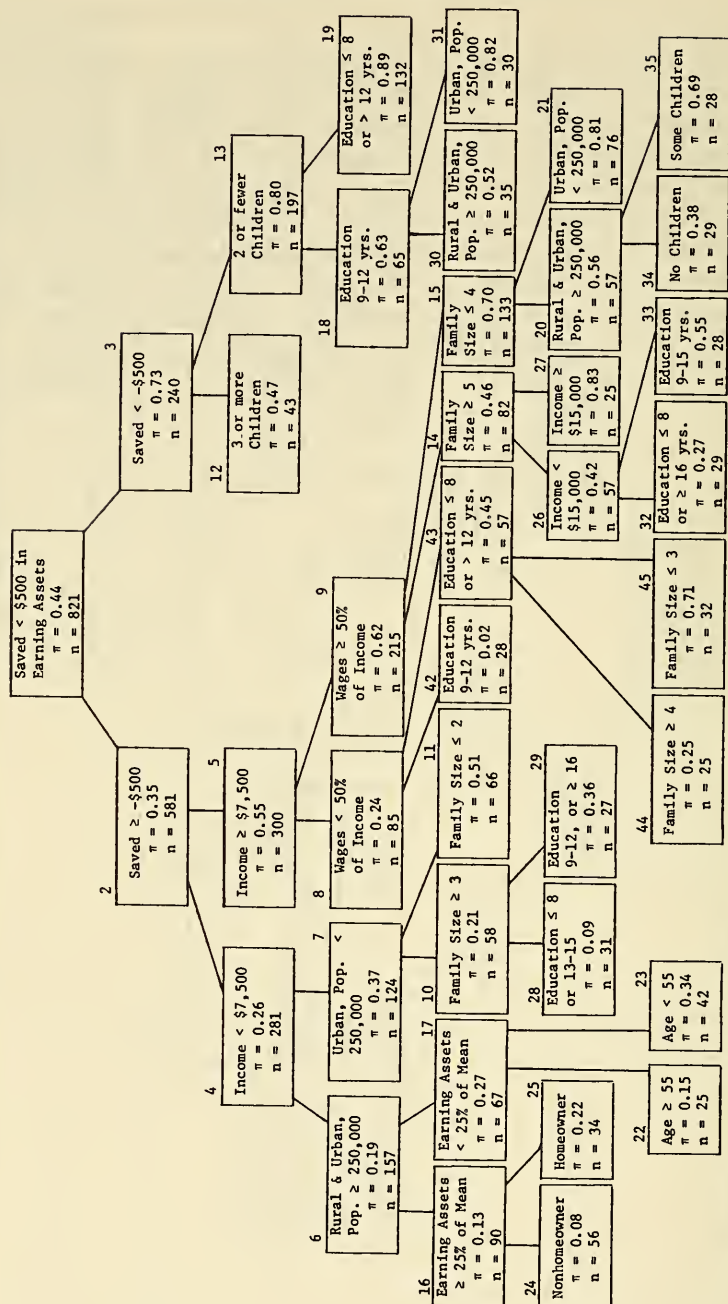 Saved < $500 in
Earning Assets
π = 0.44
n = 821
2
Saved ≥ -$500
π = 0.35
n = 581
3
Saved < -$500
π = 0.73
n = 240
4
Income < $7,500
π = 0.26
n = 281
5
Income ≥ $7,500
π = 0.55
n = 300
12
3 or more
Children
π = 0.47
n = 43
13
2 or fewer
Children
π = 0.80
n = 197
6
Rural & Urban,
Pop. ≥ 250,000
π = 0.19
n = 157
7
Urban, Pop. <
250,000
π = 0.37
n = 124
8
Wages < 50%
of Income
π = 0.24
n = 85
9
Wages ≥ 50%
of Income
π = 0.62
n = 215
18
Education
9-12 yrs.
π = 0.63
n = 65
19
Education ≤ 8
or > 12 yrs.
π = 0.89
n = 132
16
Earning Assets
≥ 25% of Mean
π = 0.13
n = 90
17
Earning Assets
< 25% of Mean
π = 0.27
n = 67
10
Family Size ≥ 3
π = 0.21
n = 58
11
Family Size ≤ 2
π = 0.51
n = 66
42
Education
9-12 yrs.
π = 0.02
n = 28
43
Education ≤ 8
or > 12 yrs.
π = 0.45
n = 57
14
Family
Size ≥ 5
π = 0.46
n = 82
15
Family
Size ≤ 4
π = 0.70
n = 133
30
Rural & Urban,
Pop. ≥ 250,000
π = 0.52
n = 35
31
Urban, Pop.
< 250,000
π = 0.82
n = 30
24
Nonhomeowner
π = 0.08
n = 56
25
Homeowner
π = 0.22
n = 34
28
Education ≤ 8
or 13-15
π = 0.09
n = 31
29
Education
9-12, or ≥ 16
π = 0.36
n = 27
26
Income <
$15,000
π = 0.42
n = 57
27
Income ≥
$15,000
π = 0.83
n = 25
20
Rural & Urban,
Pop. ≥ 250,000
π = 0.56
n = 57
21
Urban, Pop.
< 250,000
π = 0.81
n = 76
22
Age ≥ 55
π = 0.15
n = 25
23
Age < 55
π = 0.34
n = 42
44
Family Size ≥ 4
π = 0.25
n = 25
45
Family Size ≤ 3
π = 0.71
n = 32
32
Education ≤ 8
or ≥ 16 yrs.
π = 0.27
n = 29
33
Education
9-15 yrs.
π = 0.55
n = 28
34
No Children
π = 0.38
n = 29
35
Some Children
π = 0.69
n = 28